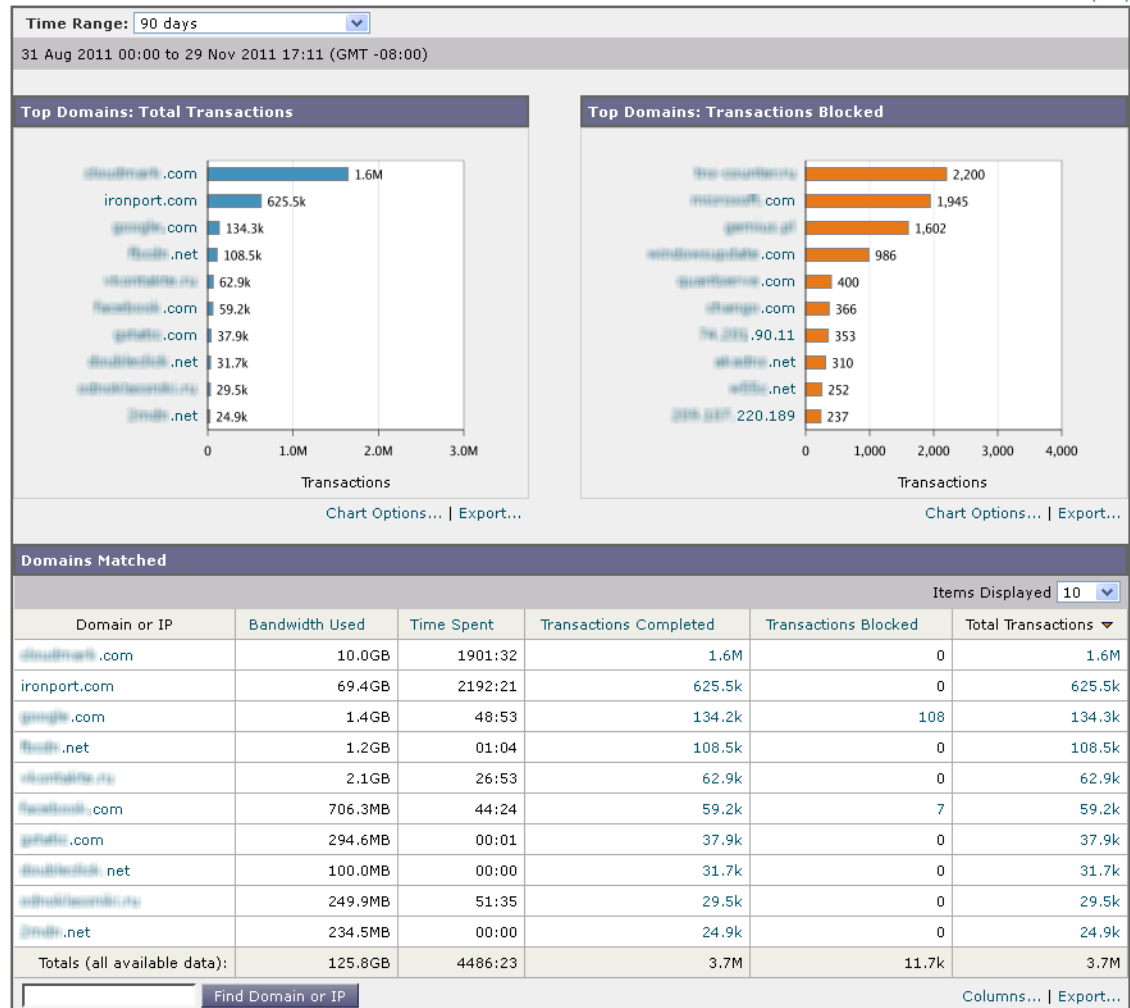 Time Range: 90 days
31 Aug 2011 00:00 to 29 Nov 2011 17:11 (GMT -08:00)
Top Domains: Total Transactions
.com 1.6M
ironport.com 625.5k
.com 134.3k
.net 108.5k
62.9k
.com 59.2k
.com 37.9k
.net 31.7k
29.5k
.net 24.9k
0 1.0M 2.0M 3.0M
Transactions
Chart Options... | Export...
Top Domains: Transactions Blocked
2,200
.com 1,945
1,602
.com 986
.com 400
.com 366
.90.11 353
.net 310
.net 252
220.189 237
0 1,000 2,000 3,000 4,000
Transactions
Chart Options... | Export...
Domains Matched
Items Displayed 10
Domain or IP Bandwidth Used Time Spent Transactions Completed Transactions Blocked Total Transactions
.com 10.0GB 1901:32 1.6M 0 1.6M
ironport.com 69.4GB 2192:21 625.5k 0 625.5k
.com 1.4GB 48:53 134.2k 108 134.3k
.net 1.2GB 01:04 108.5k 0 108.5k
2.1GB 26:53 62.9k 0 62.9k
.com 706.3MB 44:24 59.2k 7 59.2k
.com 294.6MB 00:01 37.9k 0 37.9k
net 100.0MB 00:00 31.7k 0 31.7k
249.9MB 51:35 29.5k 0 29.5k
.net 234.5MB 00:00 24.9k 0 24.9k
Totals (all available data): 125.8GB 4486:23 3.7M 11.7k 3.7M
Find Domain or IP
Columns... | Export...